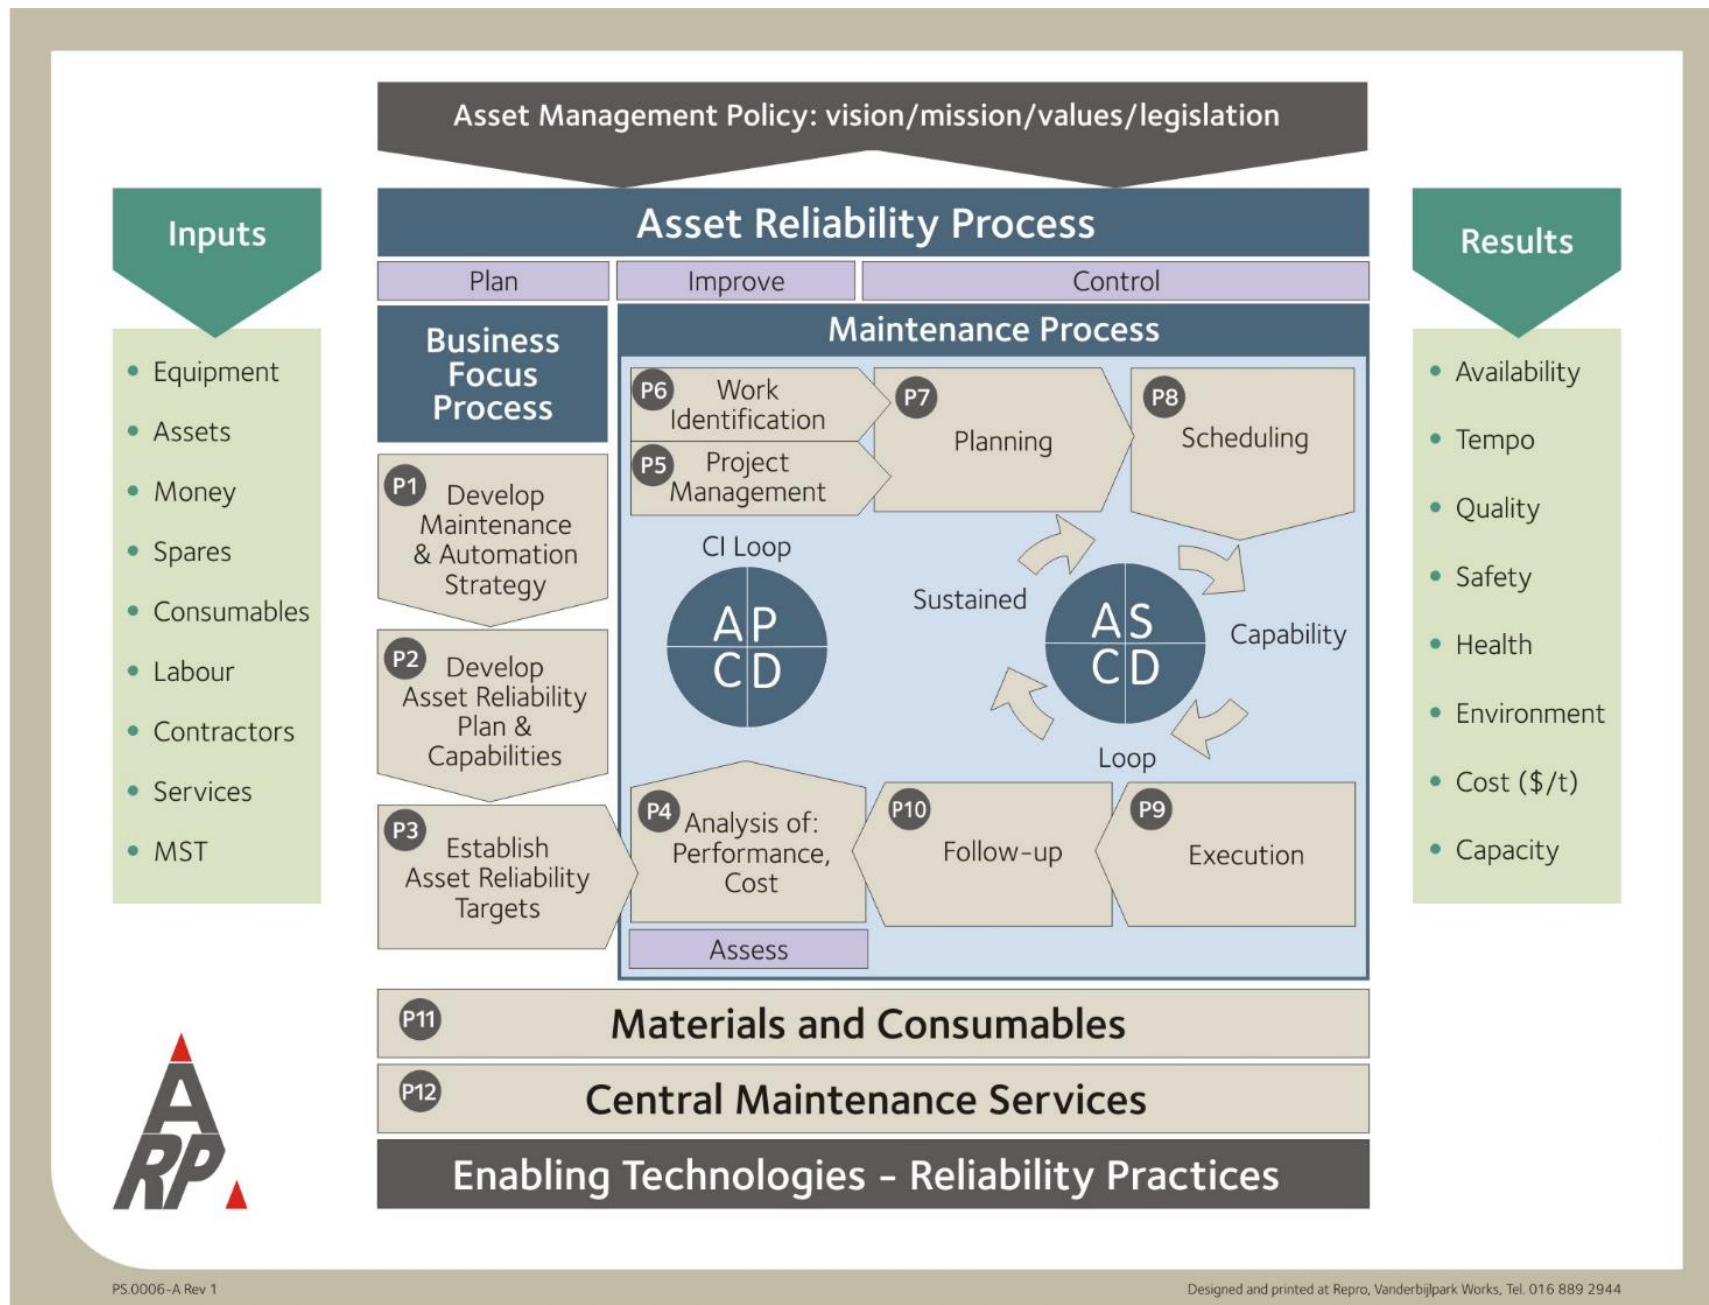 Asset Management Policy: vision/mission/values/legislation
Inputs
Equipment
Assets
Money
Spares
Consumables
Labour
Contractors
Services
MST
Asset Reliability Process
Plan
Improve
Control
Business
Focus
Process
Maintenance Process
P1
Develop
Maintenance
& Automation
Strategy
P2
Develop
Asset Reliability
Plan &
Capabilities
P3
Establish
Asset Reliability
Targets
P6
Work
Identification
P5
Project
Management
P7
Planning
P8
Scheduling
CI Loop
A P
C D
Sustained
A S
C D
Capability
Loop
P4
Analysis of:
Performance,
Cost
P10
Follow-up
P9
Execution
Assess
P11
Materials and Consumables
P12
Central Maintenance Services
Enabling Technologies - Reliability Practices
Results
Availability
Tempo
Quality
Safety
Health
Environment
Cost ($/t)
Capacity
A
RP
PS.0006-A Rev 1
Designed and printed at Repro, Vanderbijlpark Works, Tel. 016 889 2944